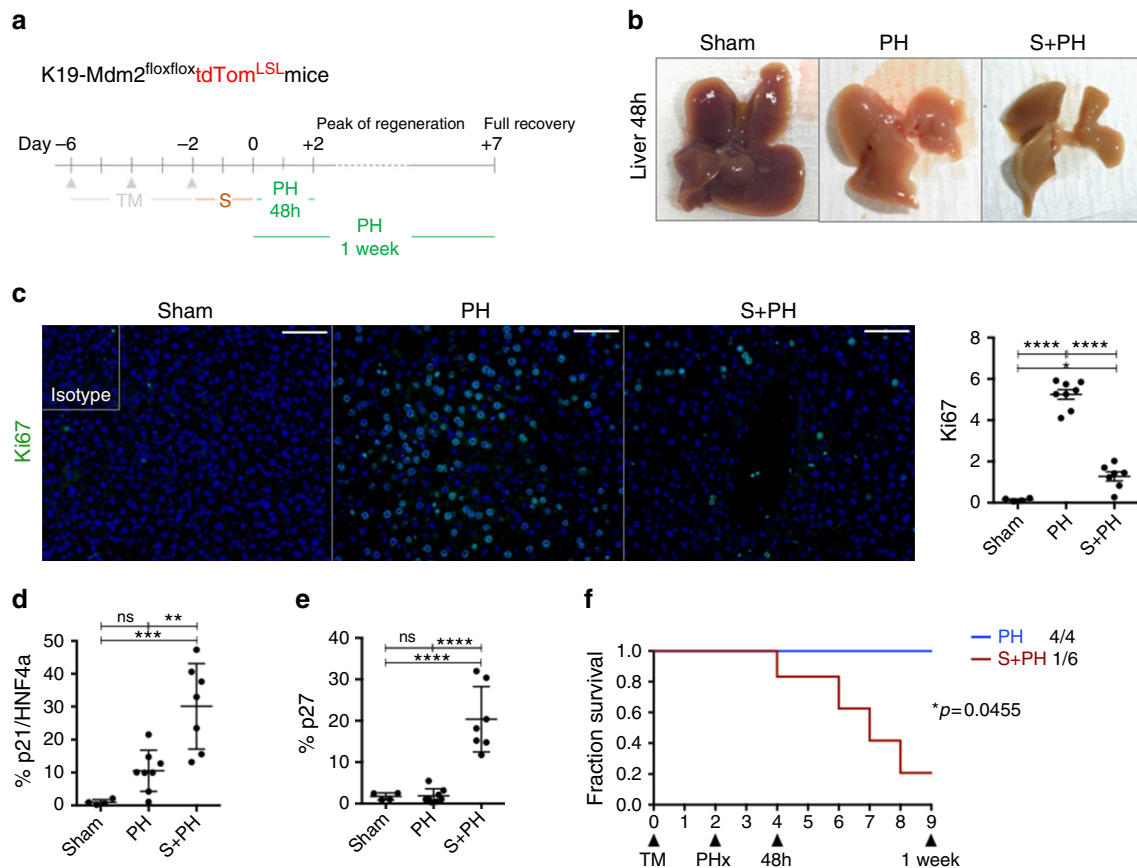 a
K19-Mdm2floxfloxtdTomLSLmice
Peak of regeneration Full recovery
Day –6 –2 0 +2 +7
TM S PH
48h
PH
1 week
b
Sham PH S+PH
Liver 48h
c
Sham PH S+PH
Isotype
Ki67
8
6
4
2
0
Ki67
**** ****
*
Sham PH S+PH
d
ns **
***
50
40
30
20
10
0
% p21/HNF4a
Sham PH S+PH
e
ns ****
****
40
30
20
10
0
% p27
Sham PH S+PH
f
PH 4/4
S+PH 1/6
*p=0.0455
1.0
0.8
0.6
0.4
0.2
0.0
Fraction survival
0 1 2 3 4 5 6 7 8 9
TM PHx 48h 1 week